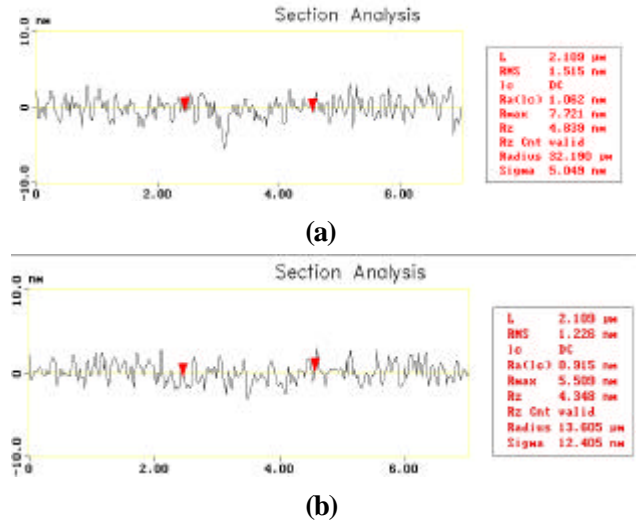 Section Analysis
10.0 nm
0
-10.0
0
2.00
4.00
6.00
L 2.109 µm
RMS 1.515 nm
lc DC
Ra(lc) 1.062 nm
Rmax 7.721 nm
Rz 4.839 nm
Rz Cnt valid
Radius 32.190 µm
Sigma 5.049 nm
(a)
Section Analysis
10.0 nm
0
-10.0
0
2.00
4.00
6.00
L 2.109 µm
RMS 1.226 nm
lc DC
Ra(lc) 0.915 nm
Rmax 5.509 nm
Rz 4.348 nm
Rz Cnt valid
Radius 13.605 µm
Sigma 12.405 nm
(b)